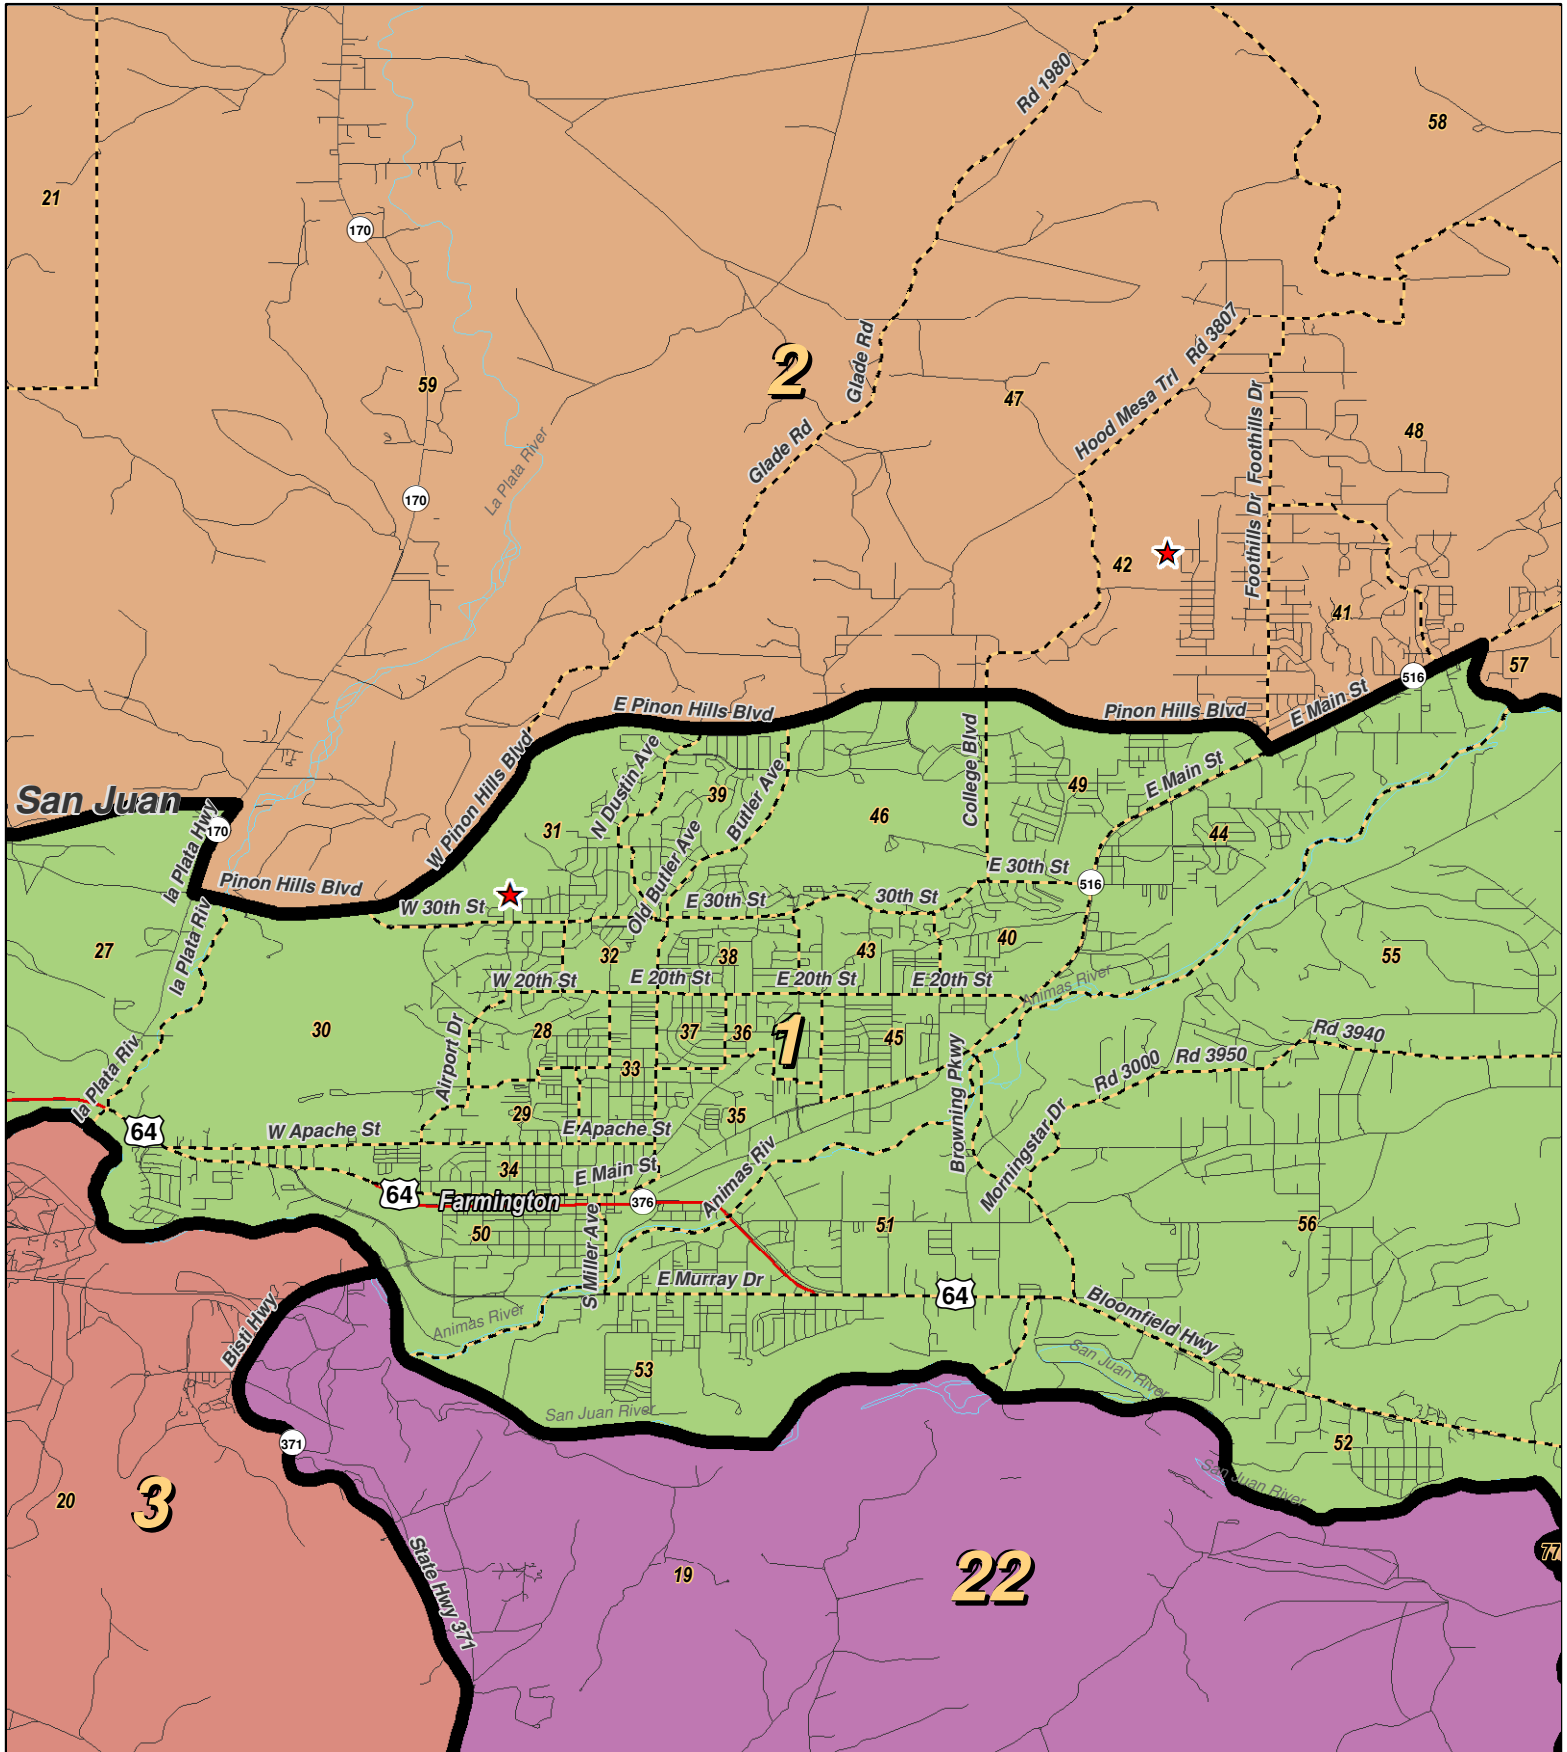 Rd 1980
58
21
170
Glade Rd
2
59
47
Hood Mesa Trl
Rd 3807
Foothills Dr
Foothills Dr
48
Glade Rd
La Plata River
170
42
41
57
516
E Pinon Hills Blvd
Pinon Hills Blvd
E Main St
San Juan
170
la Plata Hwy
W Pinon Hills Blvd
N Dustin Ave
39
Butler Ave
College Blvd
49
E Main St
31
46
44
Old Butler Ave
Pinon Hills Blvd
W 30th St
E 30th St
30th St
E 30th St
516
la Plata Riv
27
32
38
43
40
55
W 20th St
E 20th St
E 20th St
E 20th St
Animas River
30
Airport Dr
28
37
36
1
45
Browning Pkwy
Rd 3000
Rd 3950
Rd 3940
33
la Plata Riv
64
29
35
W Apache St
E Apache St
34
E Main St
Animas Riv
Morningstar Dr
64
Farmington
376
50
S Miller Ave
51
56
E Murray Dr
64
Bloomfield Hwy
Bisti Hwy
Animas River
San Juan River
53
San Juan River
371
52
San Juan River
20
3
State Hwy 371
19
22
77